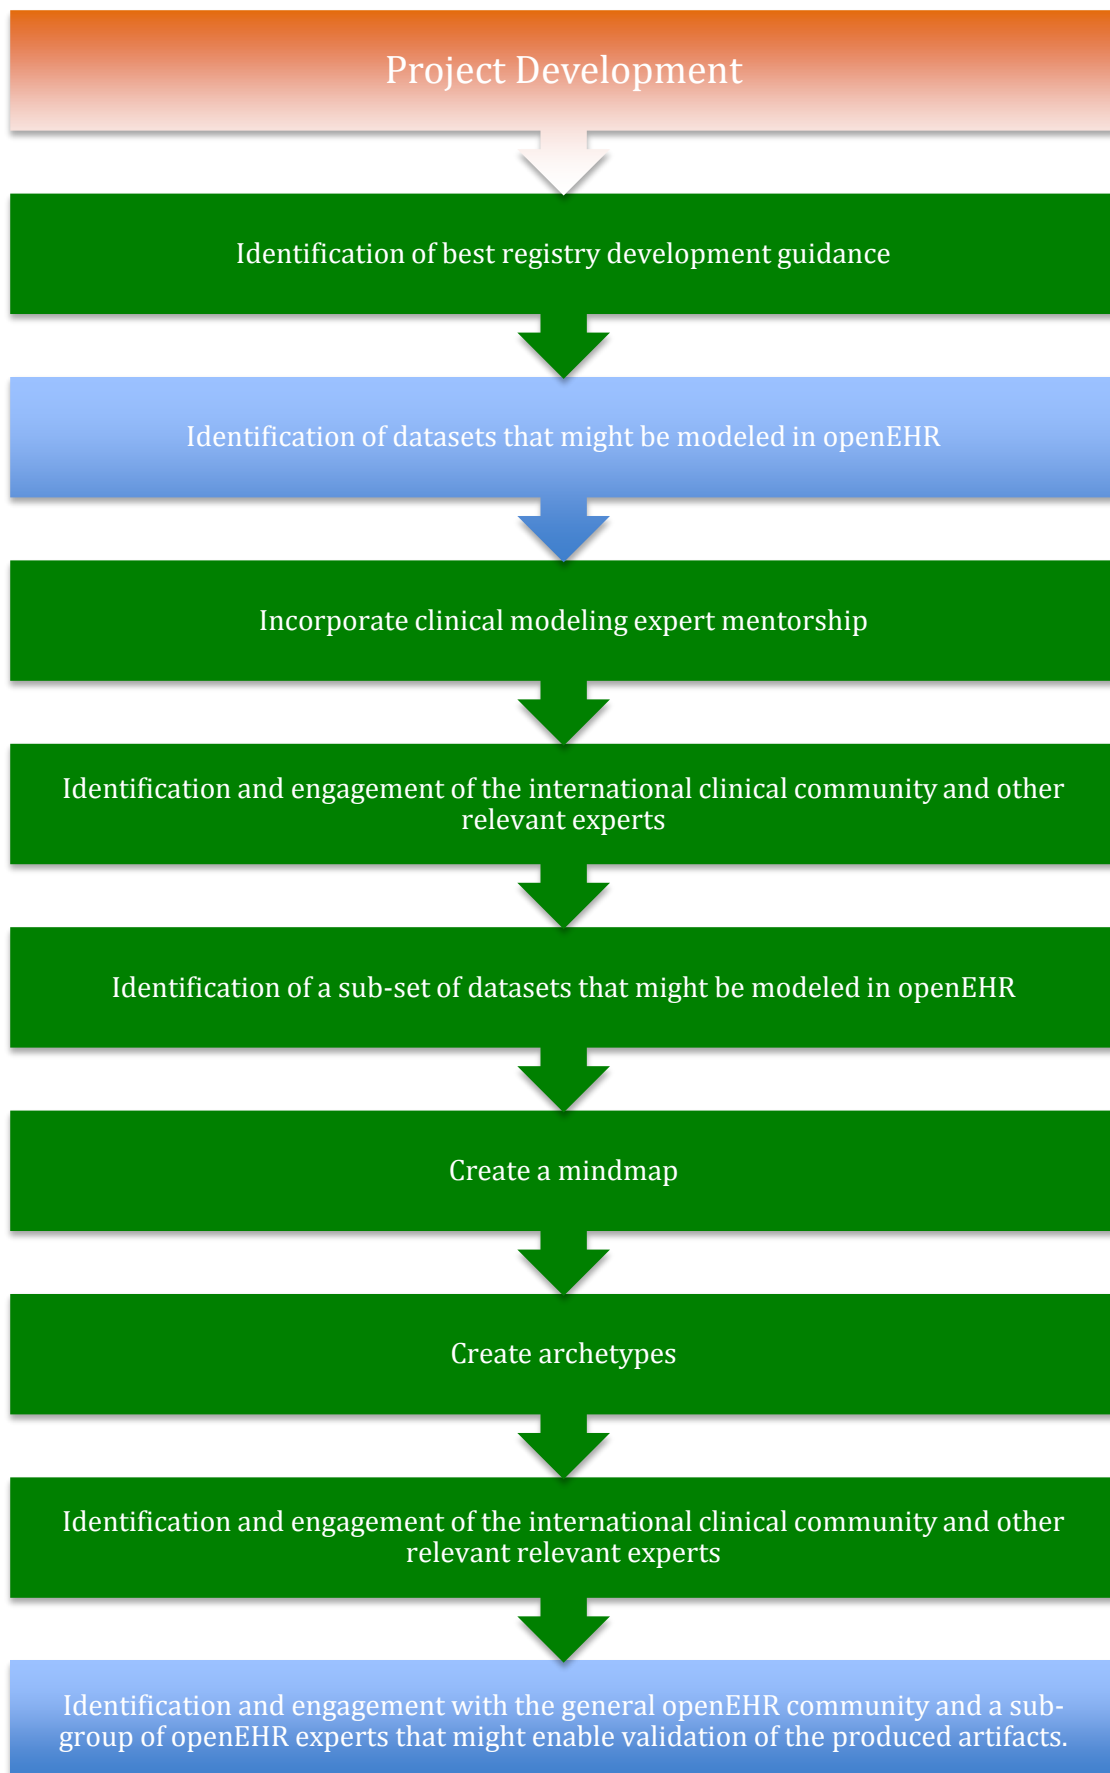 Project Development
Identification of best registry development guidance
Identification of datasets that might be modeled in openEHR
Incorporate clinical modeling expert mentorship
Identification and engagement of the international clinical community and other
relevant experts
Identification of a sub-set of datasets that might be modeled in openEHR
Create a mindmap
Create archetypes
Identification and engagement of the international clinical community and other
relevant relevant experts
Identification and engagement with the general openEHR community and a sub-
group of openEHR experts that might enable validation of the produced artifacts.